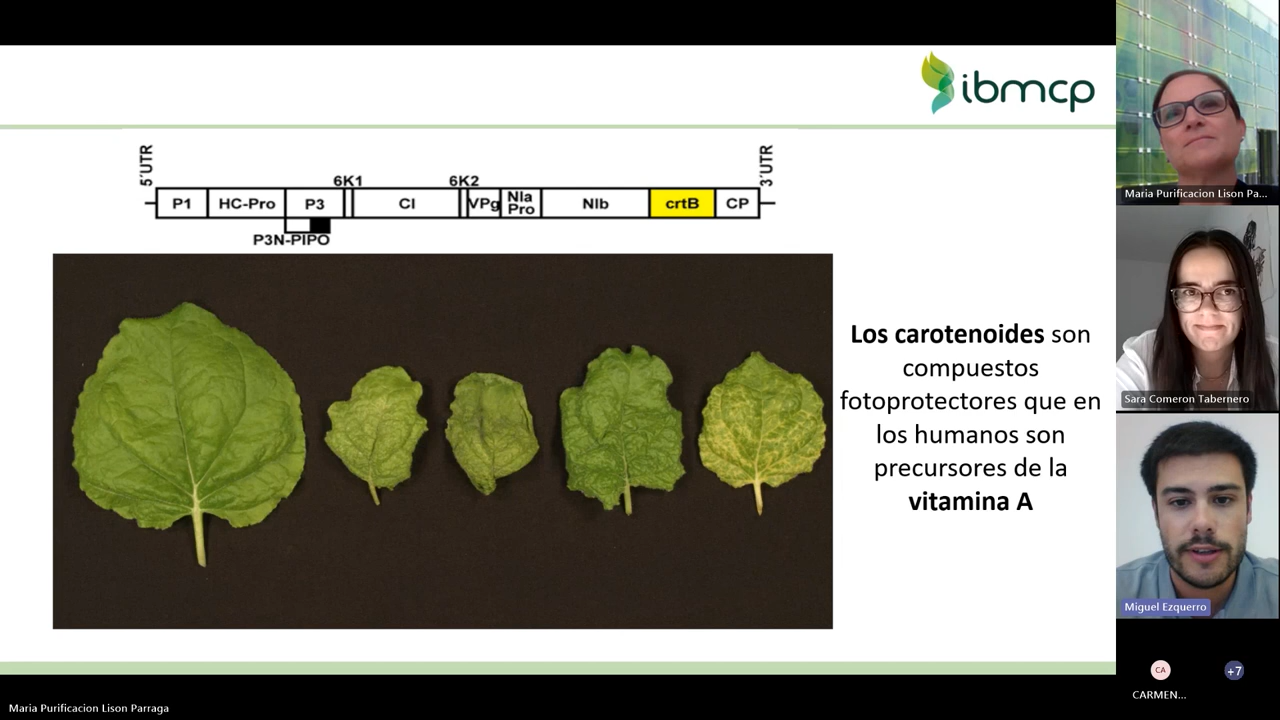 ibmcp
5´UTR
3´UTR
6K1
6K2
P1
HC-Pro
P3
CI
VPg
NIa
Pro
NIb
crtB
CP
P3N-PIPO
Los carotenoides son
compuestos
fotoprotectores que en
los humanos son
precursores de la
vitamina A
Maria Purificacion Lison Pa...
Sara Comeron Tabernero
Miguel Ezquerro
CA
+7
CARMEN...
Maria Purificacion Lison Parraga